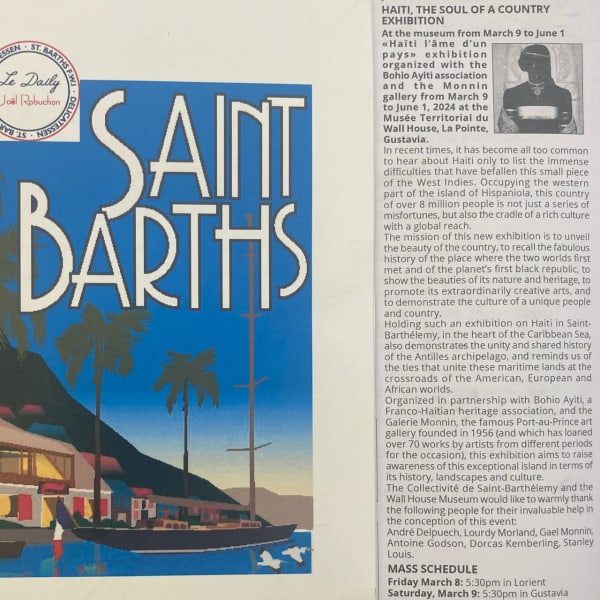 ESSEN · ST. BARTHS F.W.I · DELICATESSEN · ST. BAR
Le Daily
Joël Robuchon
SAINT
BARTHS
HAITI, THE SOUL OF A COUNTRY
EXHIBITION
At the museum from March 9 to June 1
«Haïti l'âme d'un
pays» exhibition
organized with the
Bohio Ayiti association
and the Monnin
gallery from March 9
to June 1, 2024 at the
Musée Territorial du
Wall House, La Pointe,
Gustavia.
In recent times, it has become all too common
to hear about Haiti only to list the immense
difficulties that have befallen this small piece
of the West Indies. Occupying the western
part of the island of Hispaniola, this country
of over 8 million people is not just a series of
misfortunes, but also the cradle of a rich culture
with a global reach.
The mission of this new exhibition is to unveil
the beauty of the country, to recall the fabulous
history of the place where the two worlds first
met and of the planet's first black republic, to
show the beauties of its nature and heritage, to
promote its extraordinarily creative arts, and
to demonstrate the culture of a unique people
and country.
Holding such an exhibition on Haiti in Saint-
Barthélemy, in the heart of the Caribbean Sea,
also demonstrates the unity and shared history
of the Antilles archipelago, and reminds us of
the ties that unite these maritime lands at the
crossroads of the American, European and
African worlds.
Organized in partnership with Bohio Ayiti, a
Franco-Haitian heritage association, and the
Galerie Monnin, the famous Port-au-Prince art
gallery founded in 1956 (and which has loaned
over 70 works by artists from different periods
for the occasion), this exhibition aims to raise
awareness of this exceptional island in terms of
its history, landscapes and culture.
The Collectivité de Saint-Barthélemy and the
Wall House Museum would like to warmly thank
the following people for their invaluable help in
the conception of this event:
André Delpuech, Lourdy Morland, Gael Monnin,
Antoine Godson, Dorcas Kemberling, Stanley
Louis.
MASS SCHEDULE
Friday March 8: 5:30pm in Lorient
Saturday, March 9: 5:30pm in Gustavia